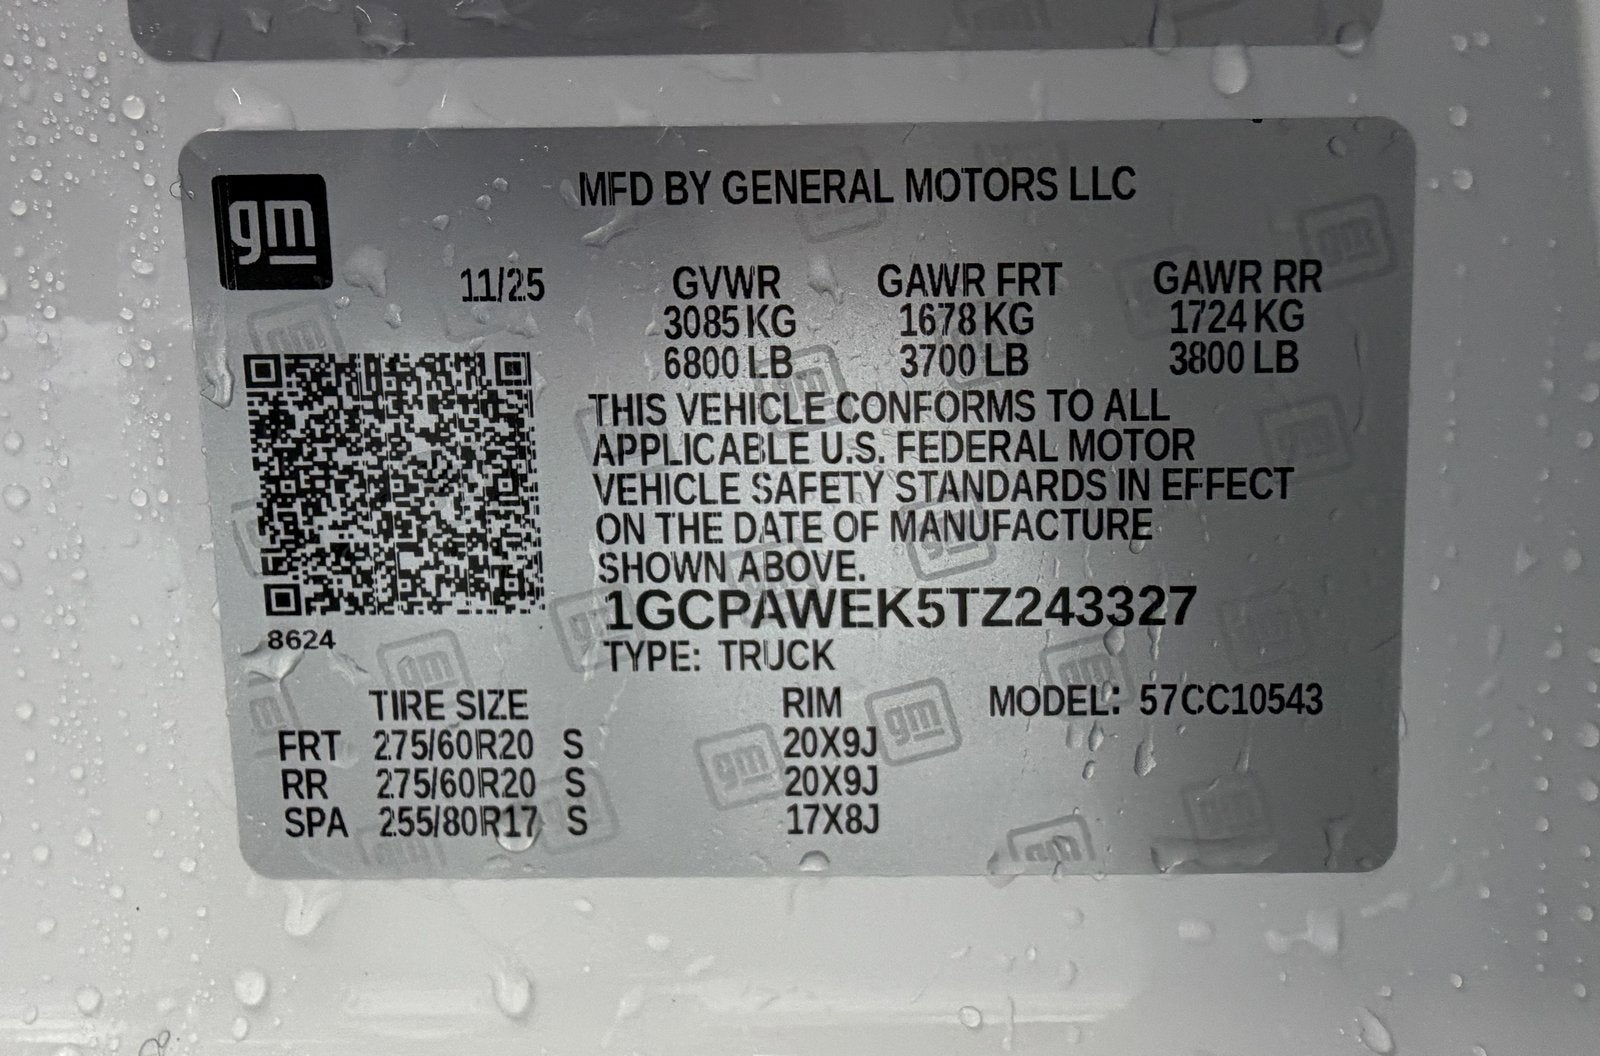 gm
MFD BY GENERAL MOTORS LLC
11/25
GVWR GAWR FRT GAWR RR
3085 KG 1678 KG 1724 KG
6800 LB 3700 LB 3800 LB
THIS VEHICLE CONFORMS TO ALL
APPLICABLE U.S. FEDERAL MOTOR
VEHICLE SAFETY STANDARDS IN EFFECT
ON THE DATE OF MANUFACTURE
SHOWN ABOVE.
1GCPAWEK5TZ243327
8624
TYPE: TRUCK
TIRE SIZE RIM MODEL: 57CC10543
FRT 275/60R20 S 20X9J
RR 275/60R20 S 20X9J
SPA 255/80R17 S 17X8J